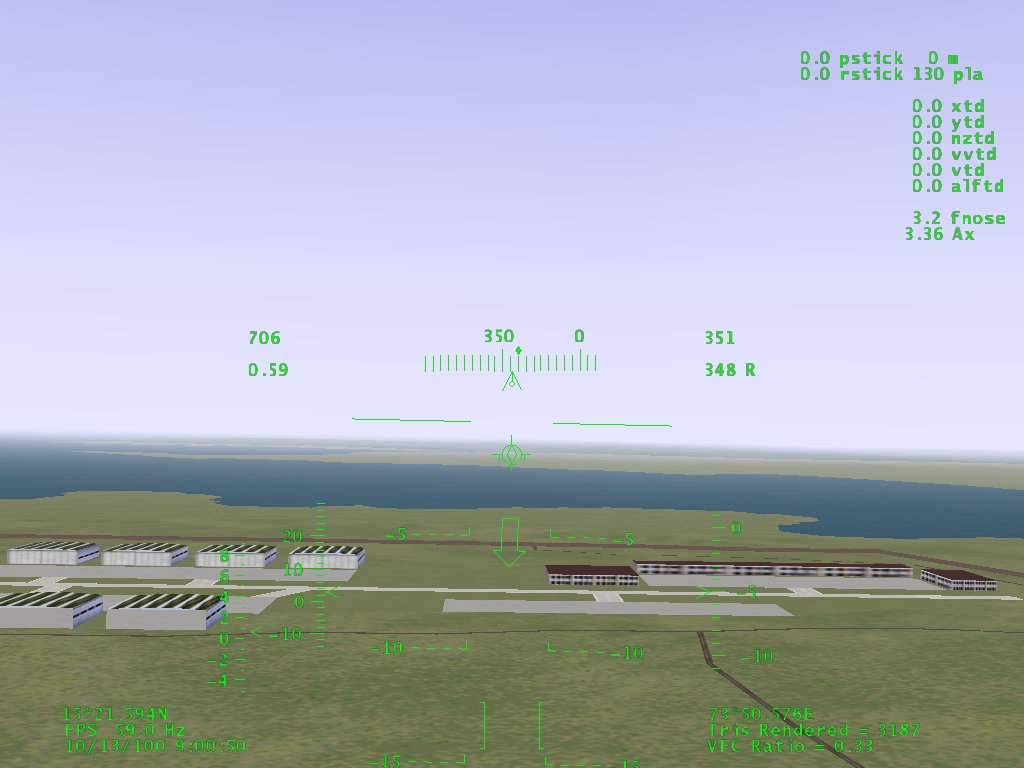 0.0 pstick 0 m
0.0 rstick 130 pla
0.0 xtd
0.0 ytd
0.0 nztd
0.0 vvtd
0.0 vtd
0.0 alftd
3.2 fnose
3.36 Ax
706 350 0 351
0.59 348 R
20 -5 -5 0
8
6 10
4 0 -5
2
0 -10
-2 -10 -10 -10
-4
15*21.594N 73*50.576E
FPS 59.0 Hz Tris Rendered = 3187
10/13/100 9:00:50 VFC Ratio = 0.33
-15 -15